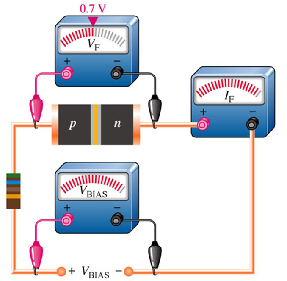 0.7 V
V_F
+ −
p n
I_F
+ −
V_BIAS
+ −
+ V_BIAS −